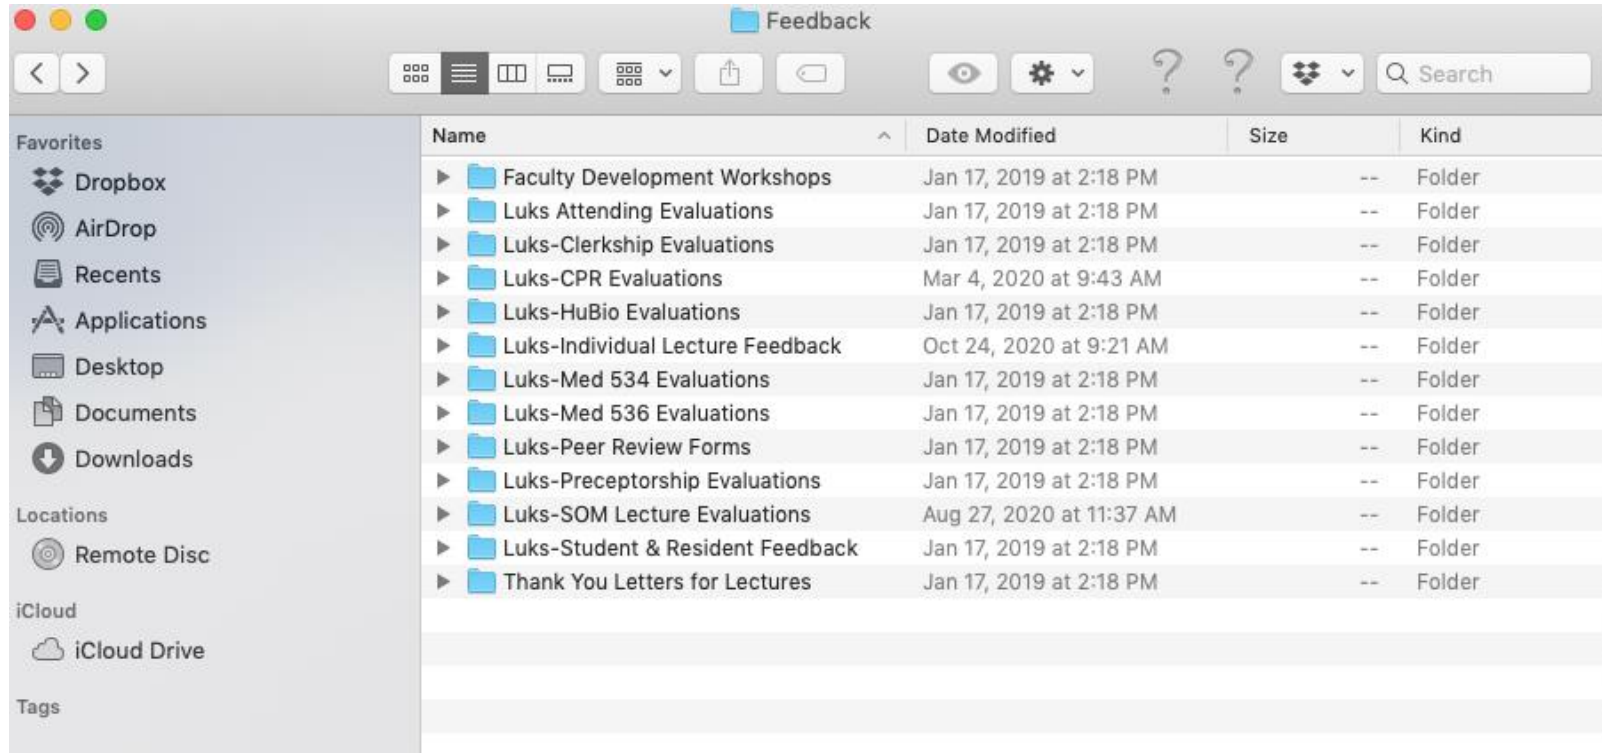 Feedback
Search
Favorites
Dropbox
AirDrop
Recents
Applications
Desktop
Documents
Downloads
Locations
Remote Disc
iCloud
iCloud Drive
Tags
Name Date Modified Size Kind
Faculty Development Workshops Jan 17, 2019 at 2:18 PM -- Folder
Luks Attending Evaluations Jan 17, 2019 at 2:18 PM -- Folder
Luks-Clerkship Evaluations Jan 17, 2019 at 2:18 PM -- Folder
Luks-CPR Evaluations Mar 4, 2020 at 9:43 AM -- Folder
Luks-HuBio Evaluations Jan 17, 2019 at 2:18 PM -- Folder
Luks-Individual Lecture Feedback Oct 24, 2020 at 9:21 AM -- Folder
Luks-Med 534 Evaluations Jan 17, 2019 at 2:18 PM -- Folder
Luks-Med 536 Evaluations Jan 17, 2019 at 2:18 PM -- Folder
Luks-Peer Review Forms Jan 17, 2019 at 2:18 PM -- Folder
Luks-Preceptorship Evaluations Jan 17, 2019 at 2:18 PM -- Folder
Luks-SOM Lecture Evaluations Aug 27, 2020 at 11:37 AM -- Folder
Luks-Student & Resident Feedback Jan 17, 2019 at 2:18 PM -- Folder
Thank You Letters for Lectures Jan 17, 2019 at 2:18 PM -- Folder